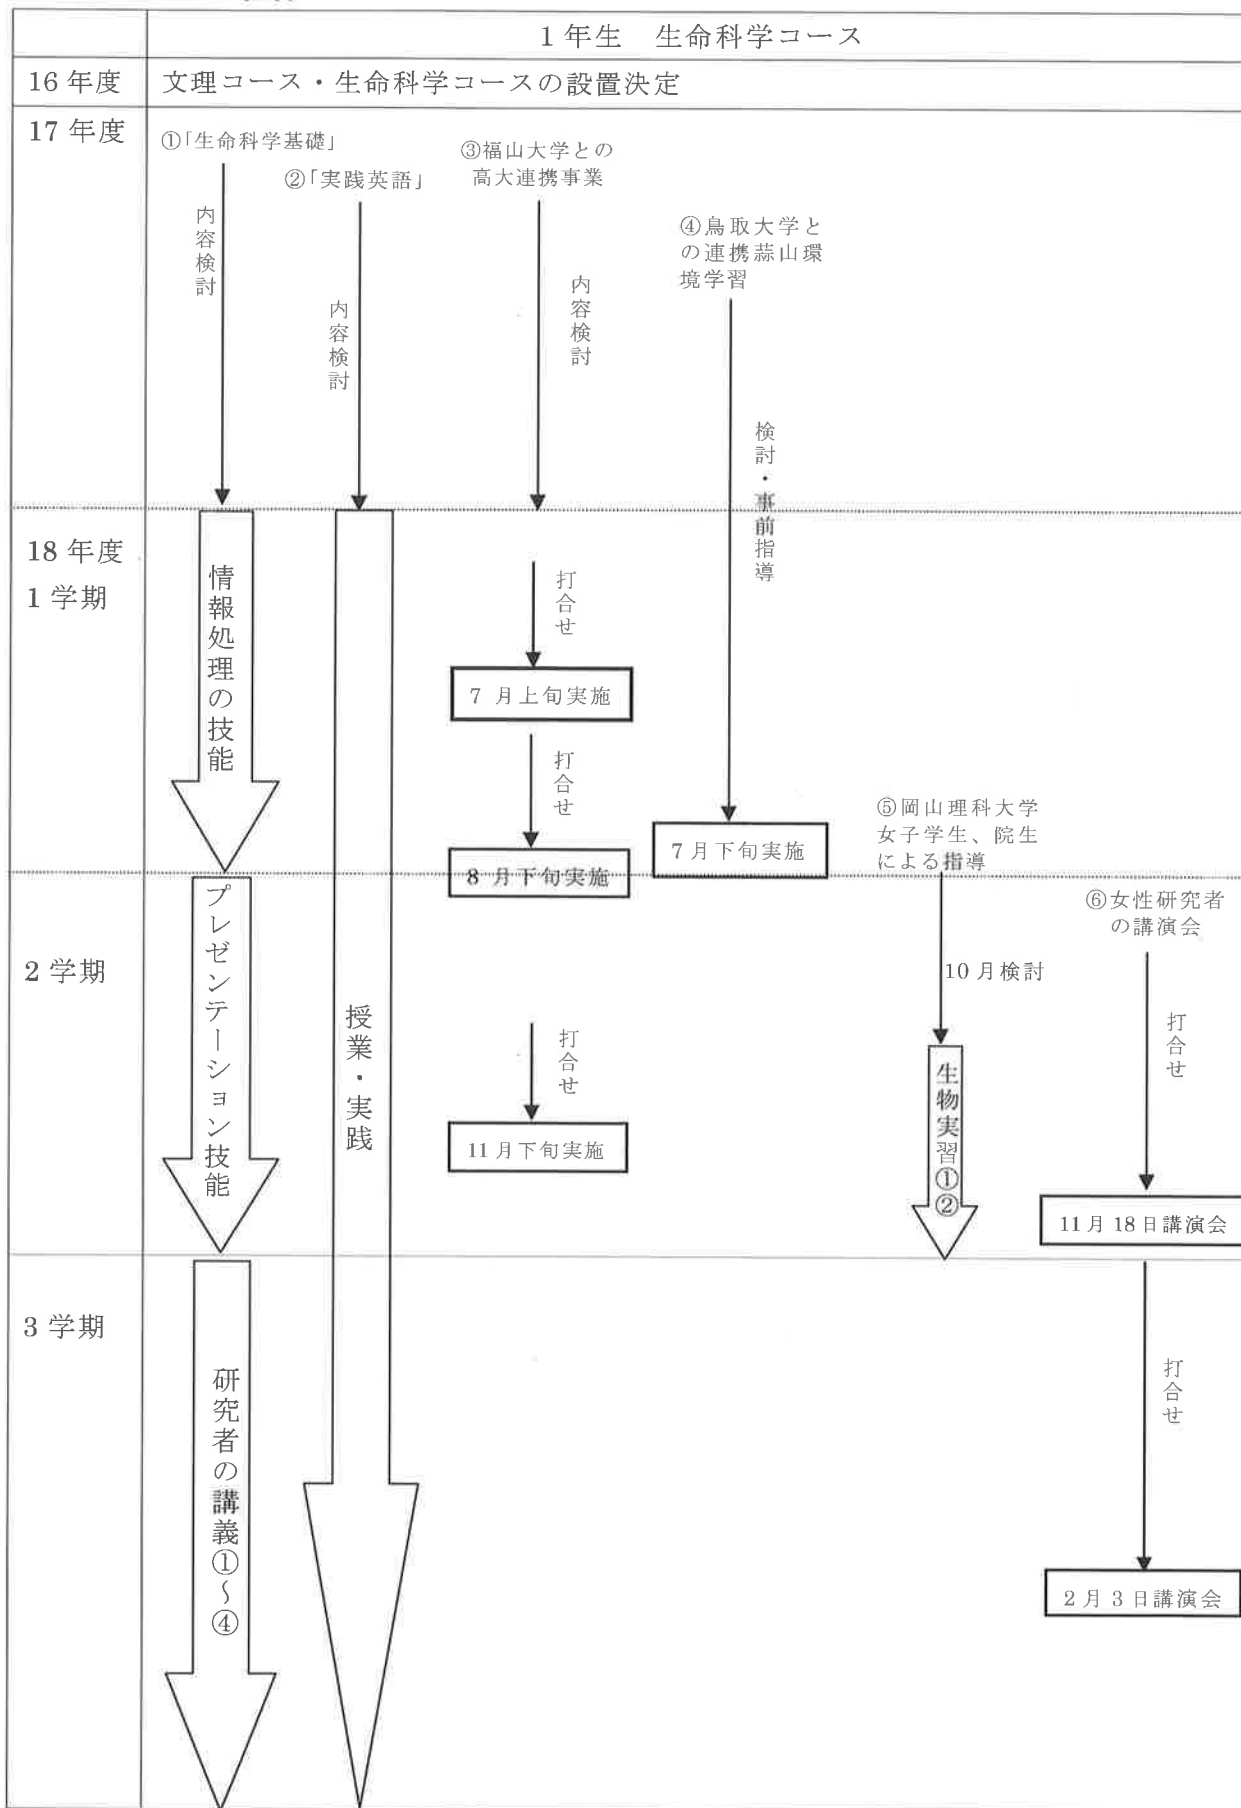 1年生 生命科学コース
16年度
文理コース・生命科学コースの設置決定
17年度
①「生命科学基礎」
内容検討
②「実践英語」
内容検討
③福山大学との
高大連携事業
内容検討
④鳥取大学と
の連携蒜山環
境学習
検討・事前指導
18年度
1学期
情報処理の技能
打合せ
7月上旬実施
打合せ
8月下旬実施
7月下旬実施
⑤岡山理科大学
女子学生、院生
による指導
2学期
プレゼンテーション技能
授業・実践
打合せ
11月下旬実施
10月検討
生物実習①②
⑥女性研究者
の講演会
打合せ
11月18日講演会
3学期
研究者の講義①～④
打合せ
2月3日講演会